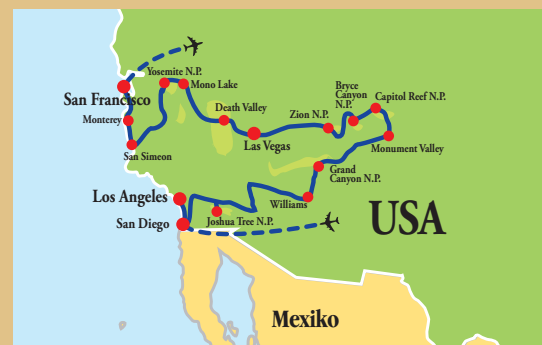 Yosemite N.P.
Mono Lake
San Francisco
Monterey
San Simeon
Death Valley
Las Vegas
Zion N.P.
Bryce
Canyon
N.P.
Capitol Reef N.P.
Monument Valley
Grand
Canyon N.P.
Williams
Los Angeles
San Diego
Joshua Tree N.P.
USA
Mexiko